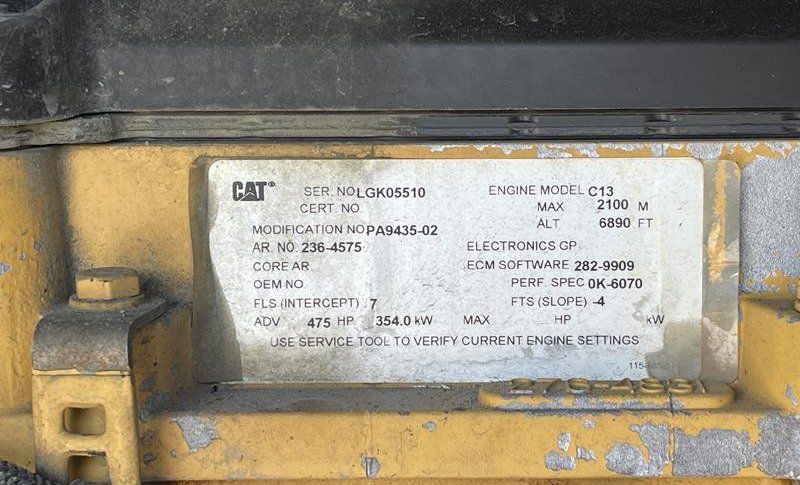 CAT® SER. NO LGK05510 ENGINE MODEL C13
CERT. NO. MAX 2100 M
ALT 6890 FT
MODIFICATION NO PA9435-02
AR. NO. 236-4575 ELECTRONICS GP
CORE AR ECM SOFTWARE 282-9909
OEM NO. PERF. SPEC 0K-6070
FLS (INTERCEPT) 7 FTS (SLOPE) -4
ADV 475 HP 354.0 kW MAX HP kW
USE SERVICE TOOL TO VERIFY CURRENT ENGINE SETTINGS